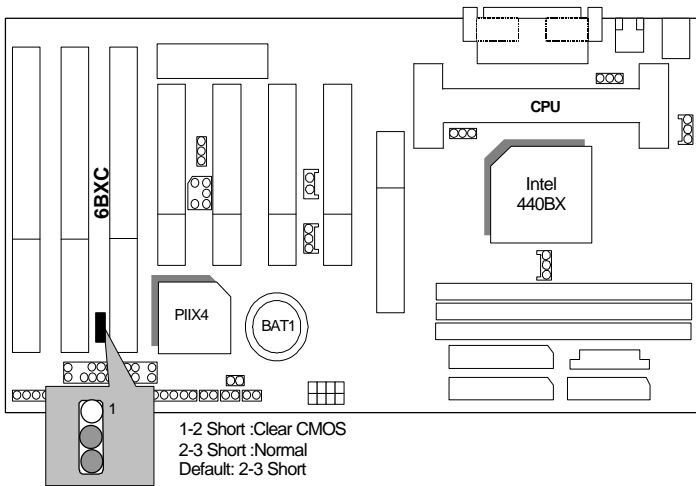 CPU
6BXC
Intel
440BX
PIIX4
BAT1
1
1-2 Short :Clear CMOS
2-3 Short :Normal
Default: 2-3 Short